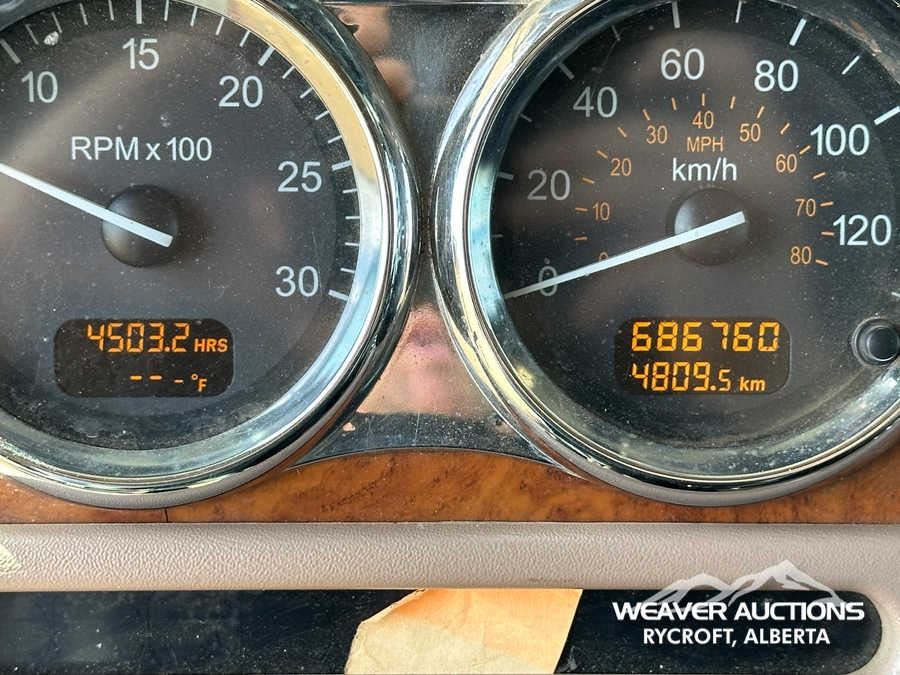 10
15
20
25
30
RPM x 100
4503.2 HRS
-- - °F
0
20
40
60
80
100
120
km/h
MPH
0
10
20
30
40
50
60
70
80
686760
4809.5 km
WEAVER AUCTIONS
RYCROFT, ALBERTA